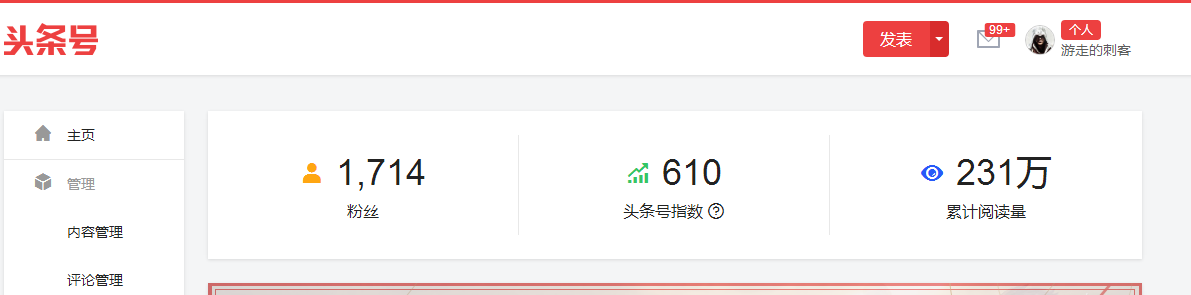 头条号
发表
99+
个人
游走的刺客
主页
管理
内容管理
评论管理
1,714
粉丝
610
头条号指数
231万
累计阅读量